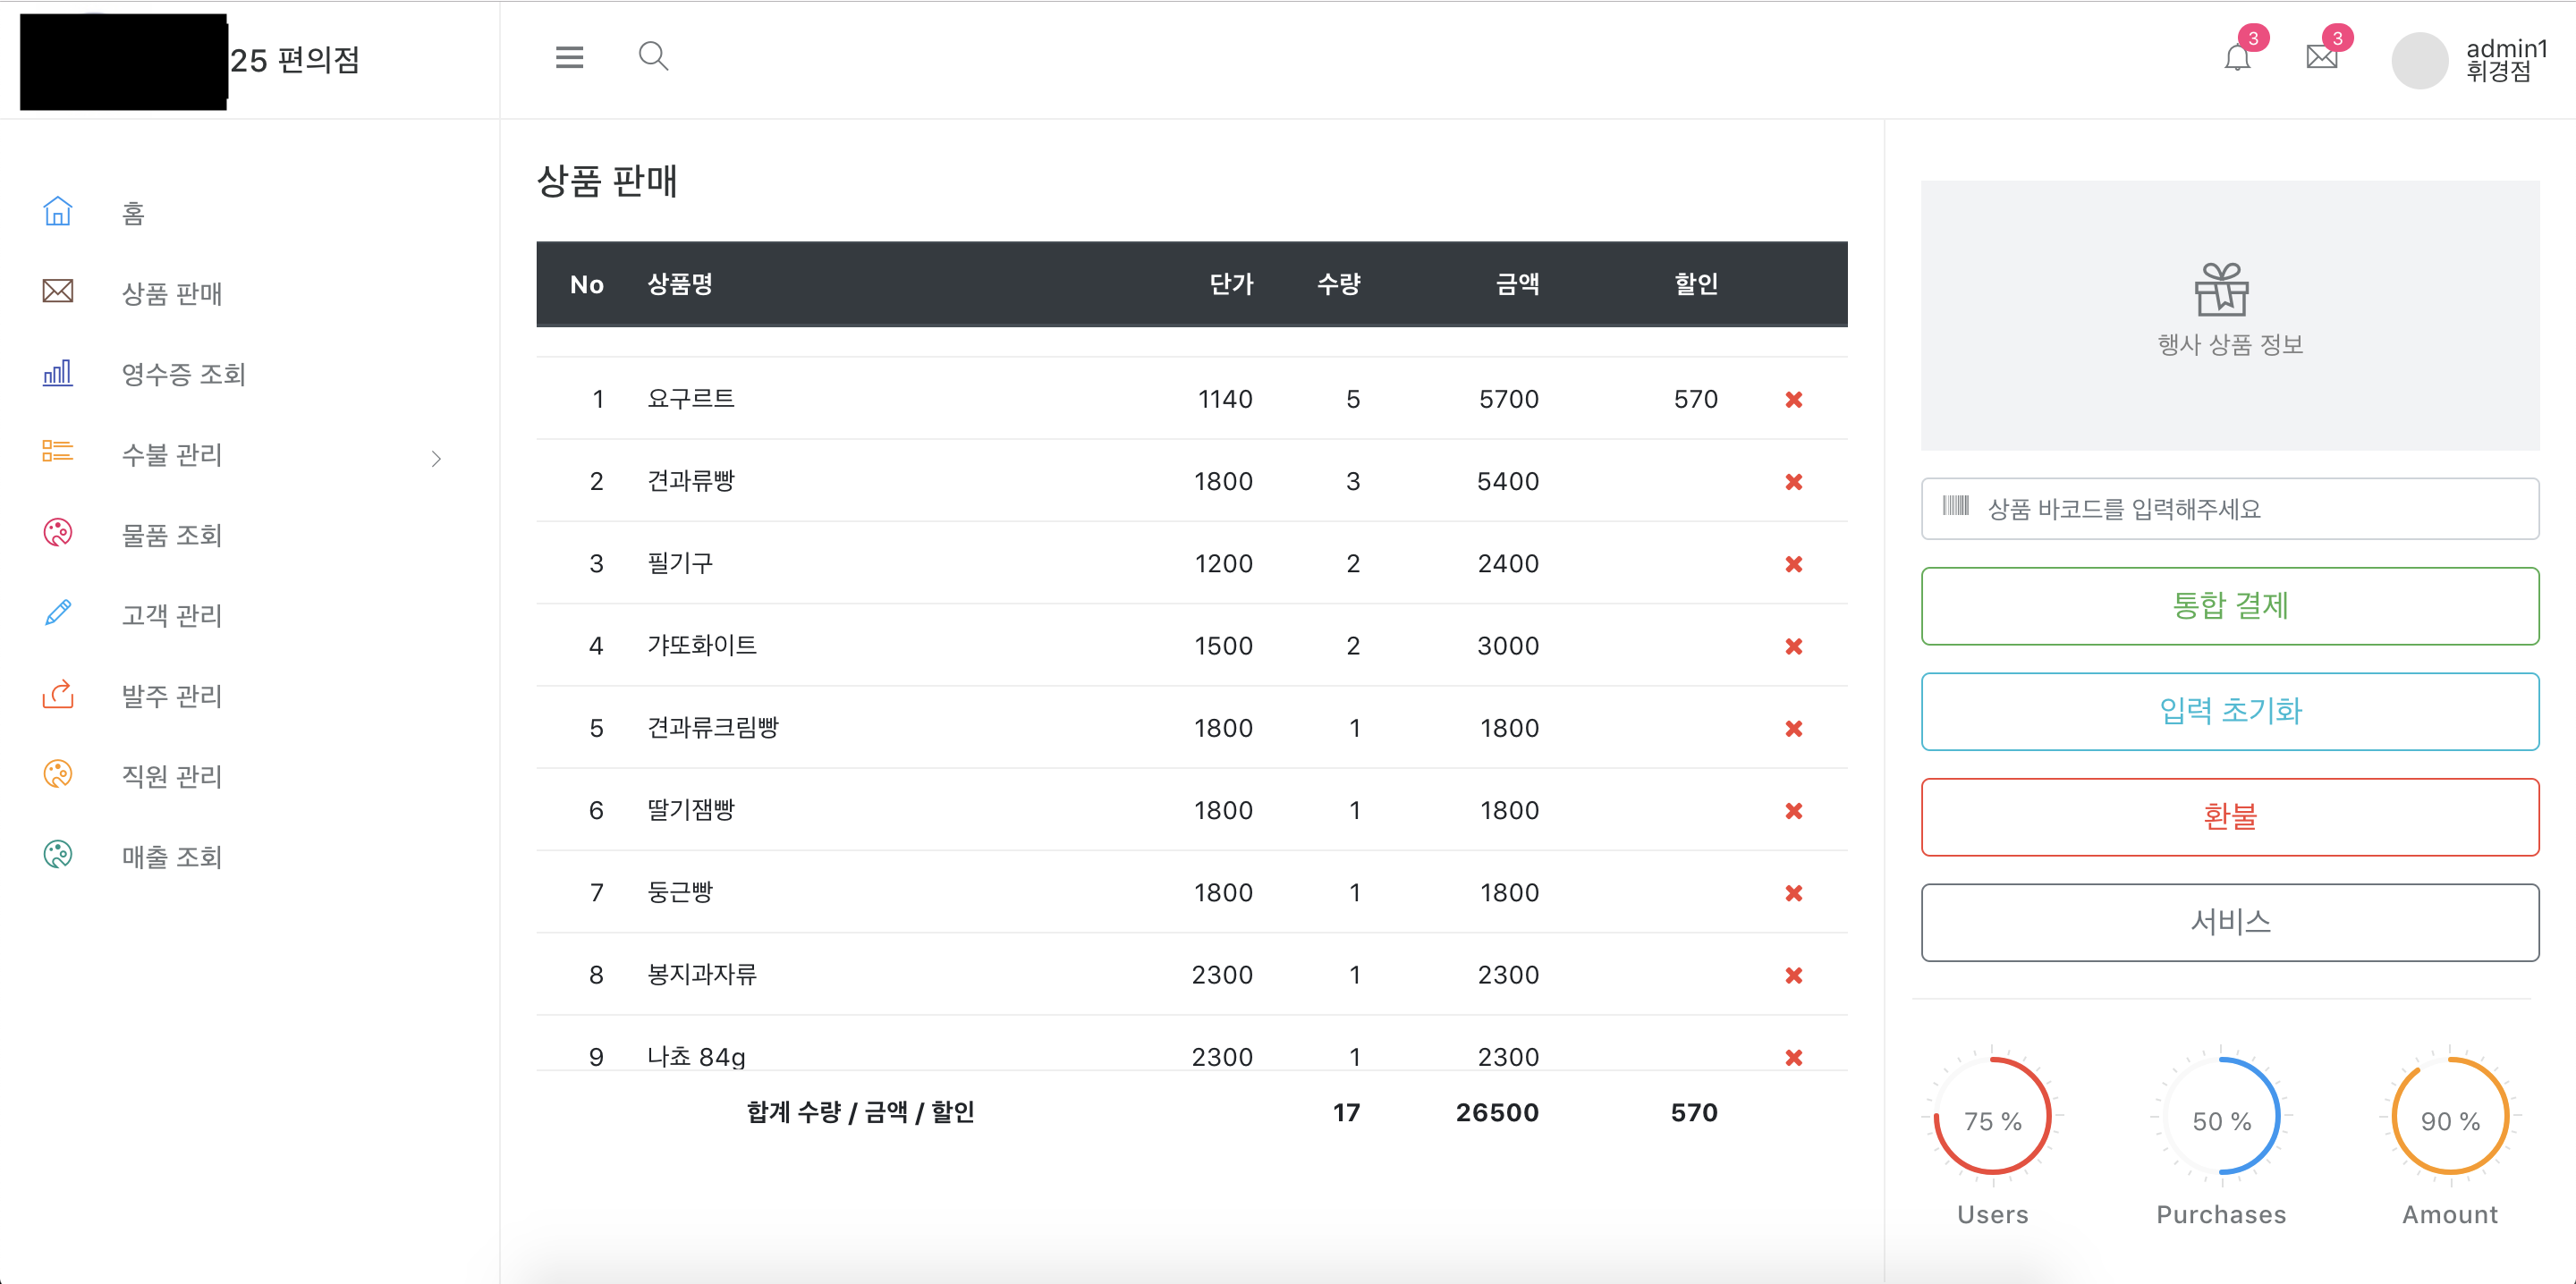 25 편의점
3
3
admin1
휘경점
홈
상품 판매
영수증 조회
수불 관리
물품 조회
고객 관리
발주 관리
직원 관리
매출 조회
상품 판매
No 상품명 단가 수량 금액 할인
1 요구르트 1140 5 5700 570
2 견과류빵 1800 3 5400
3 필기구 1200 2 2400
4 갸또화이트 1500 2 3000
5 견과류크림빵 1800 1 1800
6 딸기잼빵 1800 1 1800
7 둥근빵 1800 1 1800
8 봉지과자류 2300 1 2300
9 나쵸 84g 2300 1 2300
합계 수량 / 금액 / 할인 17 26500 570
행사 상품 정보
상품 바코드를 입력해주세요
통합 결제
입력 초기화
환불
서비스
75 % 50 % 90 %
Users Purchases Amount